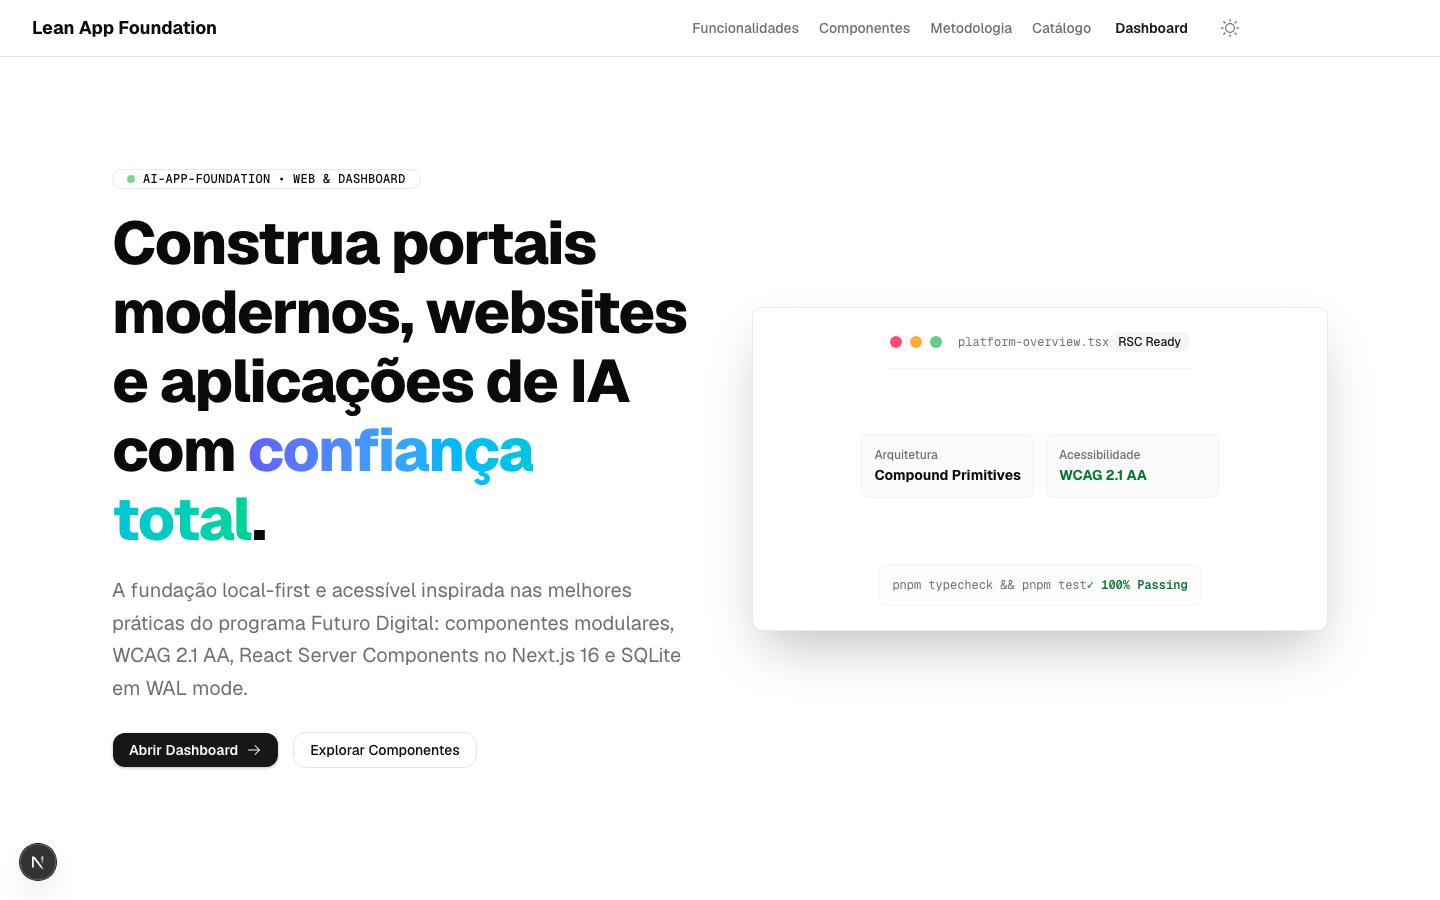 Lean App Foundation
Funcionalidades Componentes Metodologia Catálogo Dashboard
AI-APP-FOUNDATION • WEB & DASHBOARD
Construa portais
modernos, websites
e aplicações de IA
com confiança
total.
A fundação local-first e acessível inspirada nas melhores
práticas do programa Futuro Digital: componentes modulares,
WCAG 2.1 AA, React Server Components no Next.js 16 e SQLite
em WAL mode.
Abrir Dashboard →
Explorar Componentes
platform-overview.tsx RSC Ready
Arquitetura
Compound Primitives
Acessibilidade
WCAG 2.1 AA
pnpm typecheck && pnpm test✓ 100% Passing
N